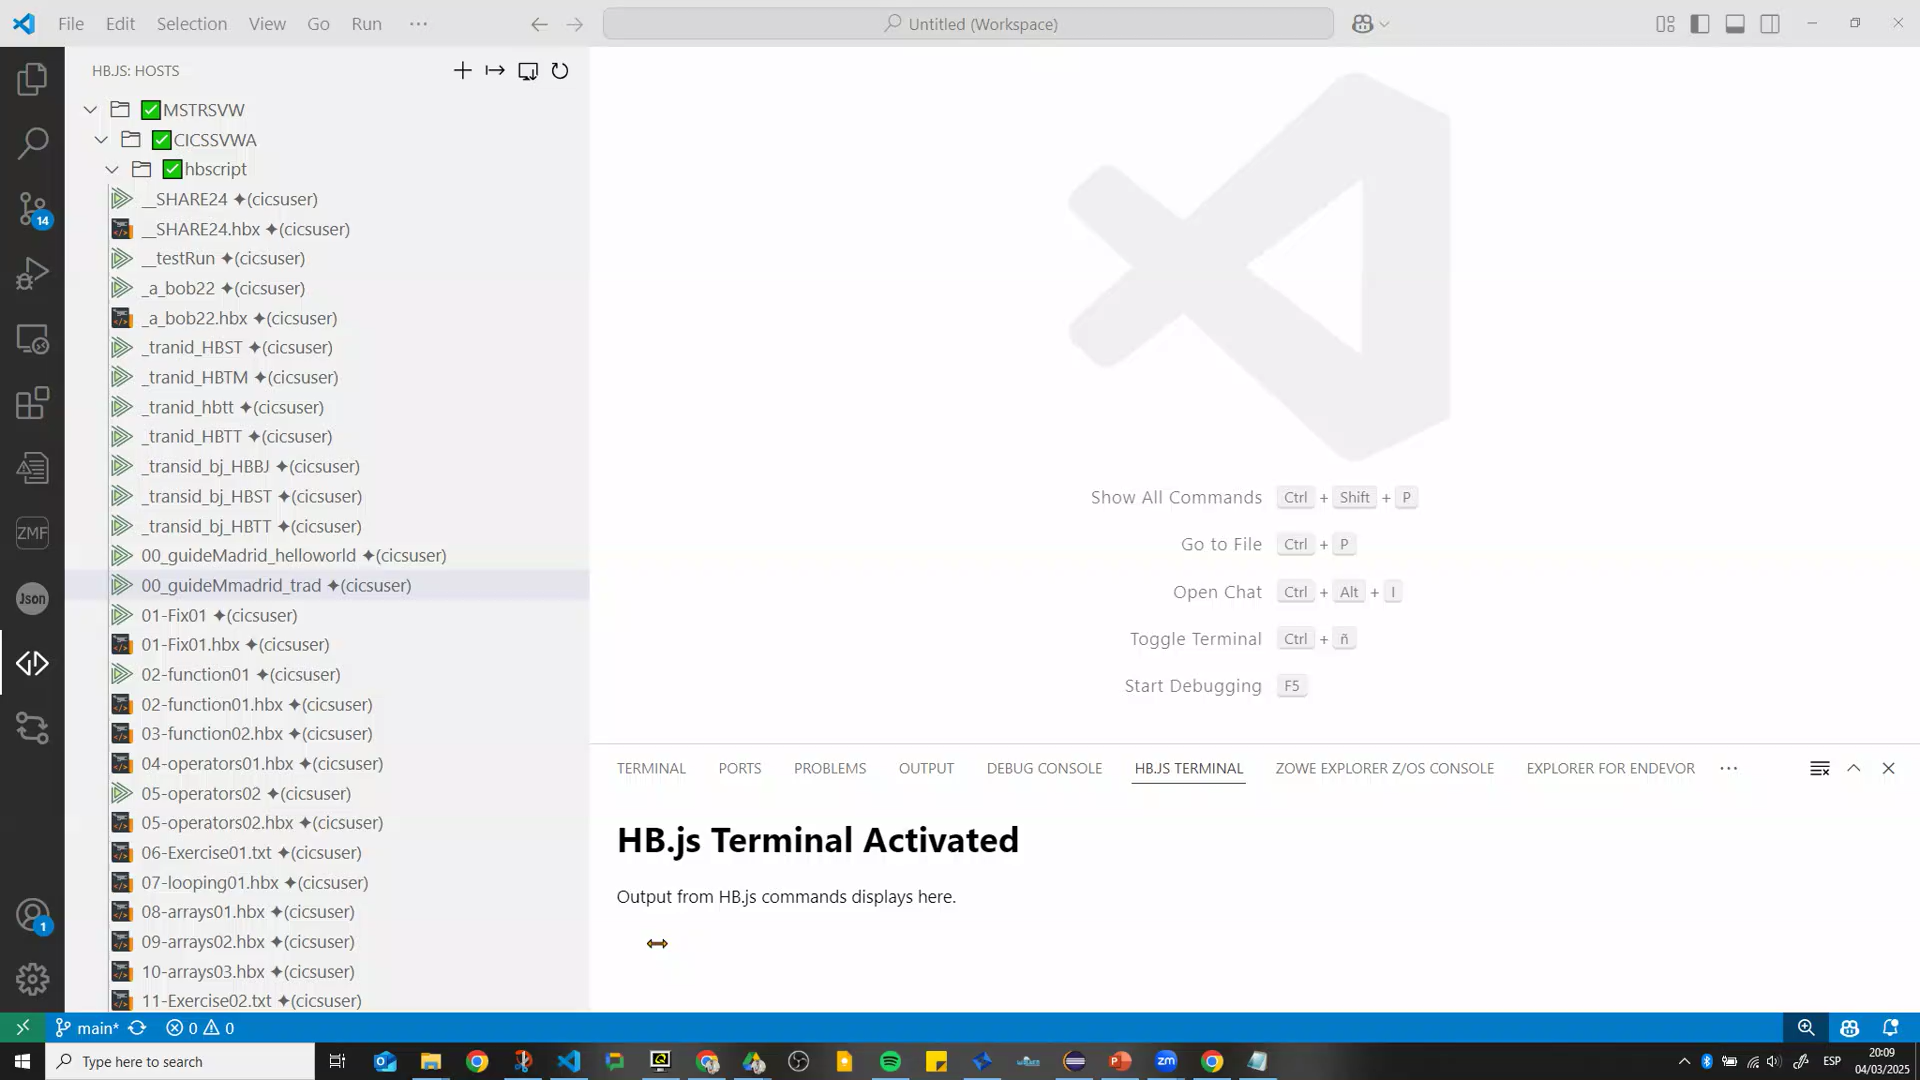 File Edit Selection View Go Run ···
Untitled (Workspace)
HB.JS: HOSTS
MSTRSVW
CICSSVWA
hbscript
__SHARE24 ✦(cicsuser)
__SHARE24.hbx ✦(cicsuser)
__testRun ✦(cicsuser)
_a_bob22 ✦(cicsuser)
_a_bob22.hbx ✦(cicsuser)
_tranid_HBST ✦(cicsuser)
_tranid_HBTM ✦(cicsuser)
_tranid_hbtt ✦(cicsuser)
_tranid_HBTT ✦(cicsuser)
_transid_bj_HBBJ ✦(cicsuser)
_transid_bj_HBST ✦(cicsuser)
_transid_bj_HBTT ✦(cicsuser)
00_guideMadrid_helloworld ✦(cicsuser)
00_guideMmadrid_trad ✦(cicsuser)
01-Fix01 ✦(cicsuser)
01-Fix01.hbx ✦(cicsuser)
02-function01 ✦(cicsuser)
02-function01.hbx ✦(cicsuser)
03-function02.hbx ✦(cicsuser)
04-operators01.hbx ✦(cicsuser)
05-operators02 ✦(cicsuser)
05-operators02.hbx ✦(cicsuser)
06-Exercise01.txt ✦(cicsuser)
07-looping01.hbx ✦(cicsuser)
08-arrays01.hbx ✦(cicsuser)
09-arrays02.hbx ✦(cicsuser)
10-arrays03.hbx ✦(cicsuser)
11-Exercise02.txt ✦(cicsuser)
14
ZMF
Json
1
Show All Commands Ctrl + Shift + P
Go to File Ctrl + P
Open Chat Ctrl + Alt + I
Toggle Terminal Ctrl + ñ
Start Debugging F5
TERMINAL PORTS PROBLEMS OUTPUT DEBUG CONSOLE HB.JS TERMINAL ZOWE EXPLORER Z/OS CONSOLE EXPLORER FOR ENDEVOR ···
HB.js Terminal Activated
Output from HB.js commands displays here.
main* 0 0
Type here to search
zm
ESP
20:09
04/03/2025